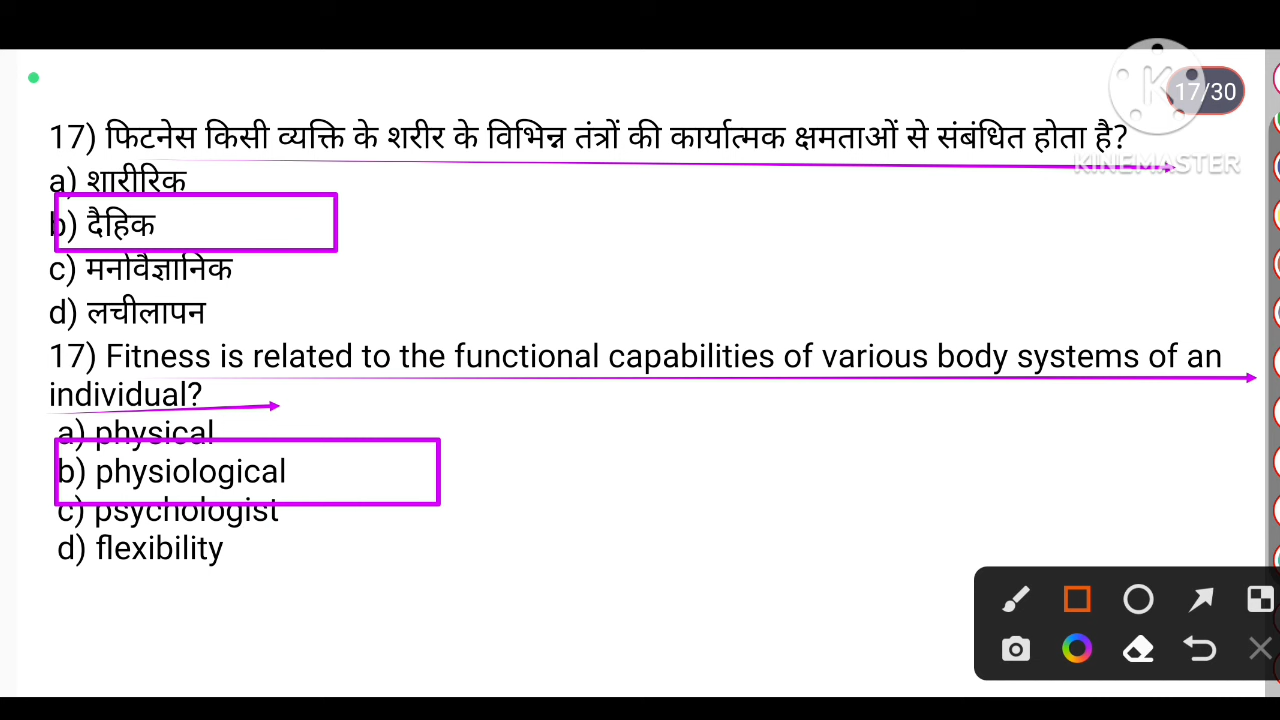 17/30
KINEMASTER
17) फिटनेस किसी व्यक्ति के शरीर के विभिन्न तंत्रों की कार्यात्मक क्षमताओं से संबंधित होता है?
a) शारीरिक
b) दैहिक
c) मनोवैज्ञानिक
d) लचीलापन
17) Fitness is related to the functional capabilities of various body systems of an
individual?
a) physical
b) physiological
c) psychologist
d) flexibility